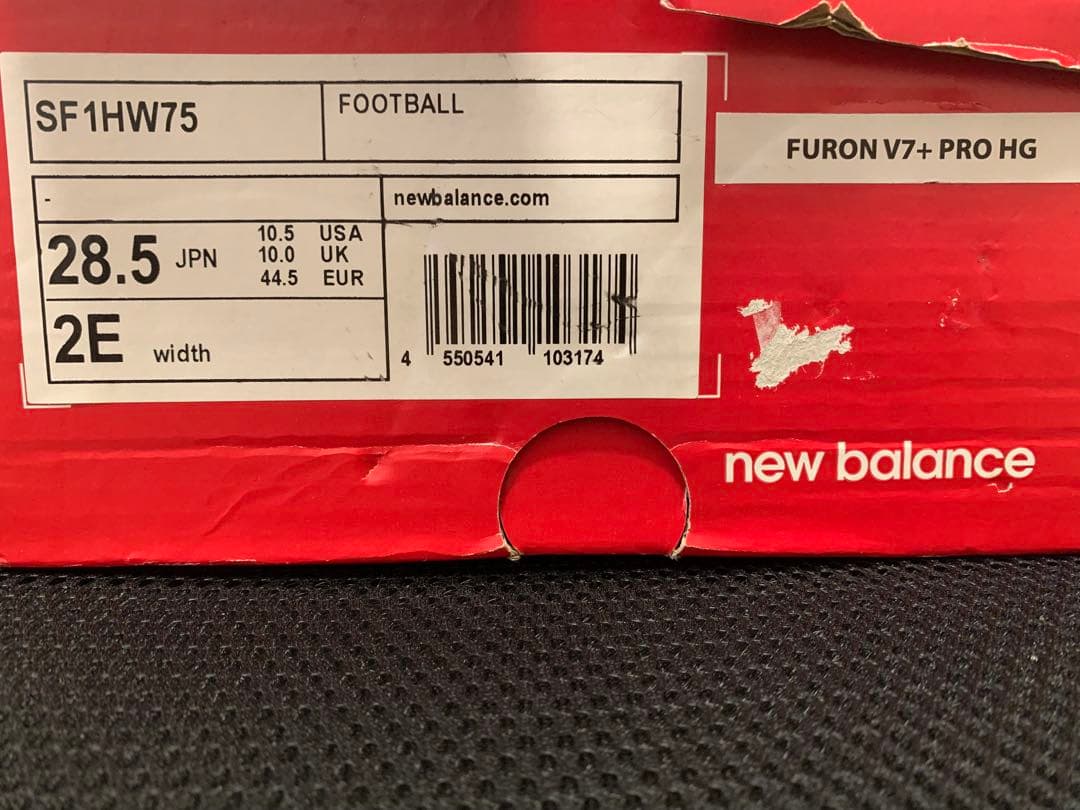 SF1HW75
FOOTBALL
FURON V7+ PRO HG
-
newbalance.com
28.5 JPN
10.5 USA
10.0 UK
44.5 EUR
2E width
4 550541 103174
new balance